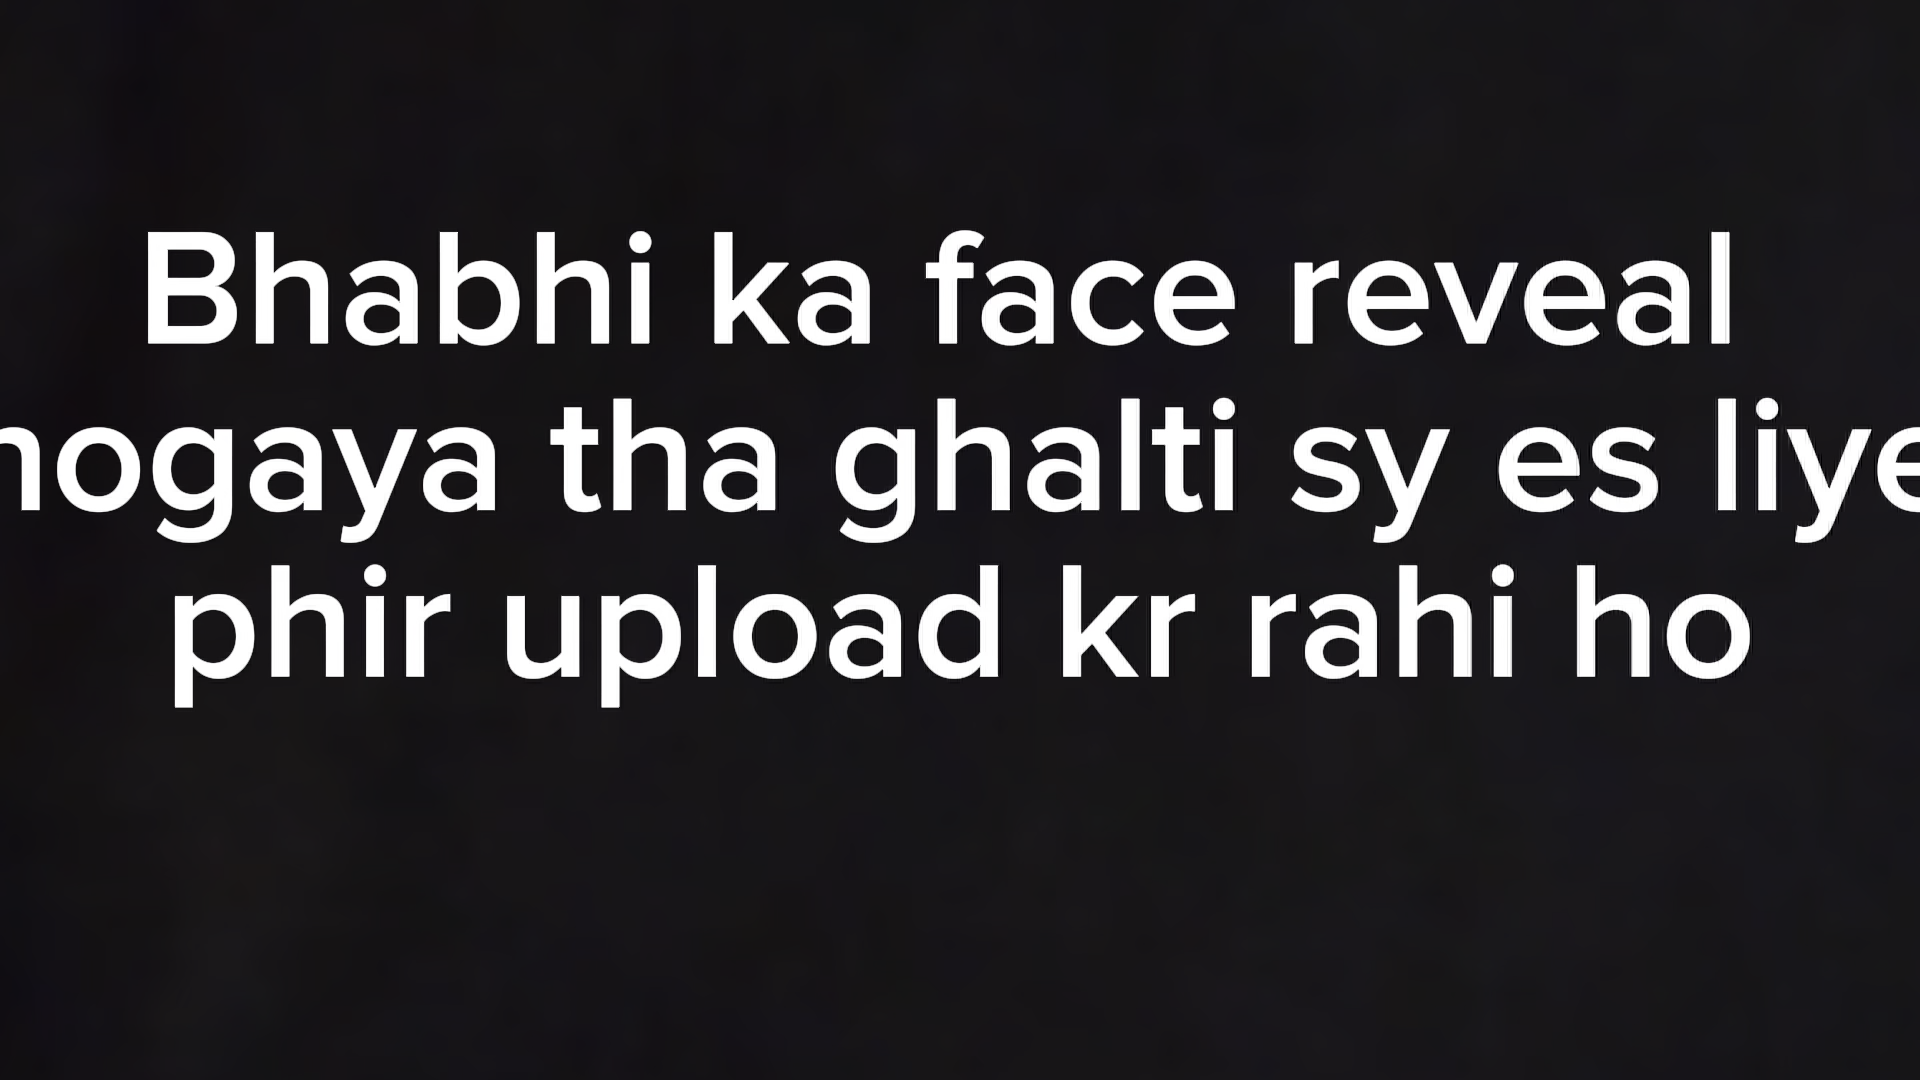 Bhabhi ka face reveal
hogaya tha ghalti sy es liye
phir upload kr rahi ho